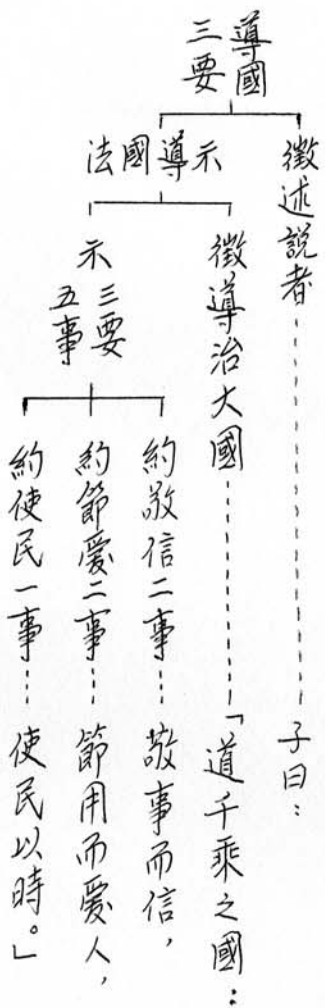 導國
三要
徵述說者……子曰：
示導國法
徵導治大國……「道千乘之國：
示
三要
五事
約敬信二事…敬事而信，
約節愛二事…節用而愛人，
約使民一事…使民以時。」